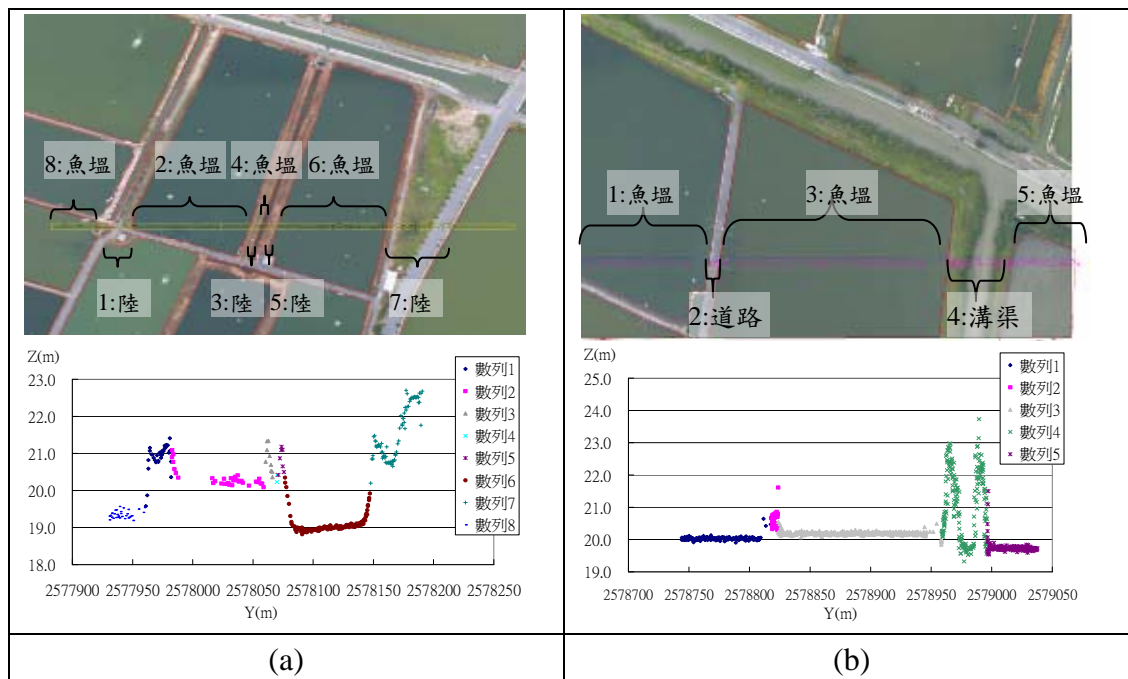 8:魚塭
2:魚塭
4:魚塭
6:魚塭
1:陸
3:陸
5:陸
7:陸
Z(m)
23.0
22.0
21.0
20.0
19.0
18.0
2577900 2577950 2578000 2578050 2578100 2578150 2578200 2578250
Y(m)
數列1
數列2
數列3
數列4
數列5
數列6
數列7
數列8
(a)
1:魚塭
3:魚塭
5:魚塭
2:道路
4:溝渠
Z(m)
25.0
24.0
23.0
22.0
21.0
20.0
19.0
2578700 2578750 2578800 2578850 2578900 2578950 2579000 2579050
Y(m)
數列1
數列2
數列3
數列4
數列5
(b)